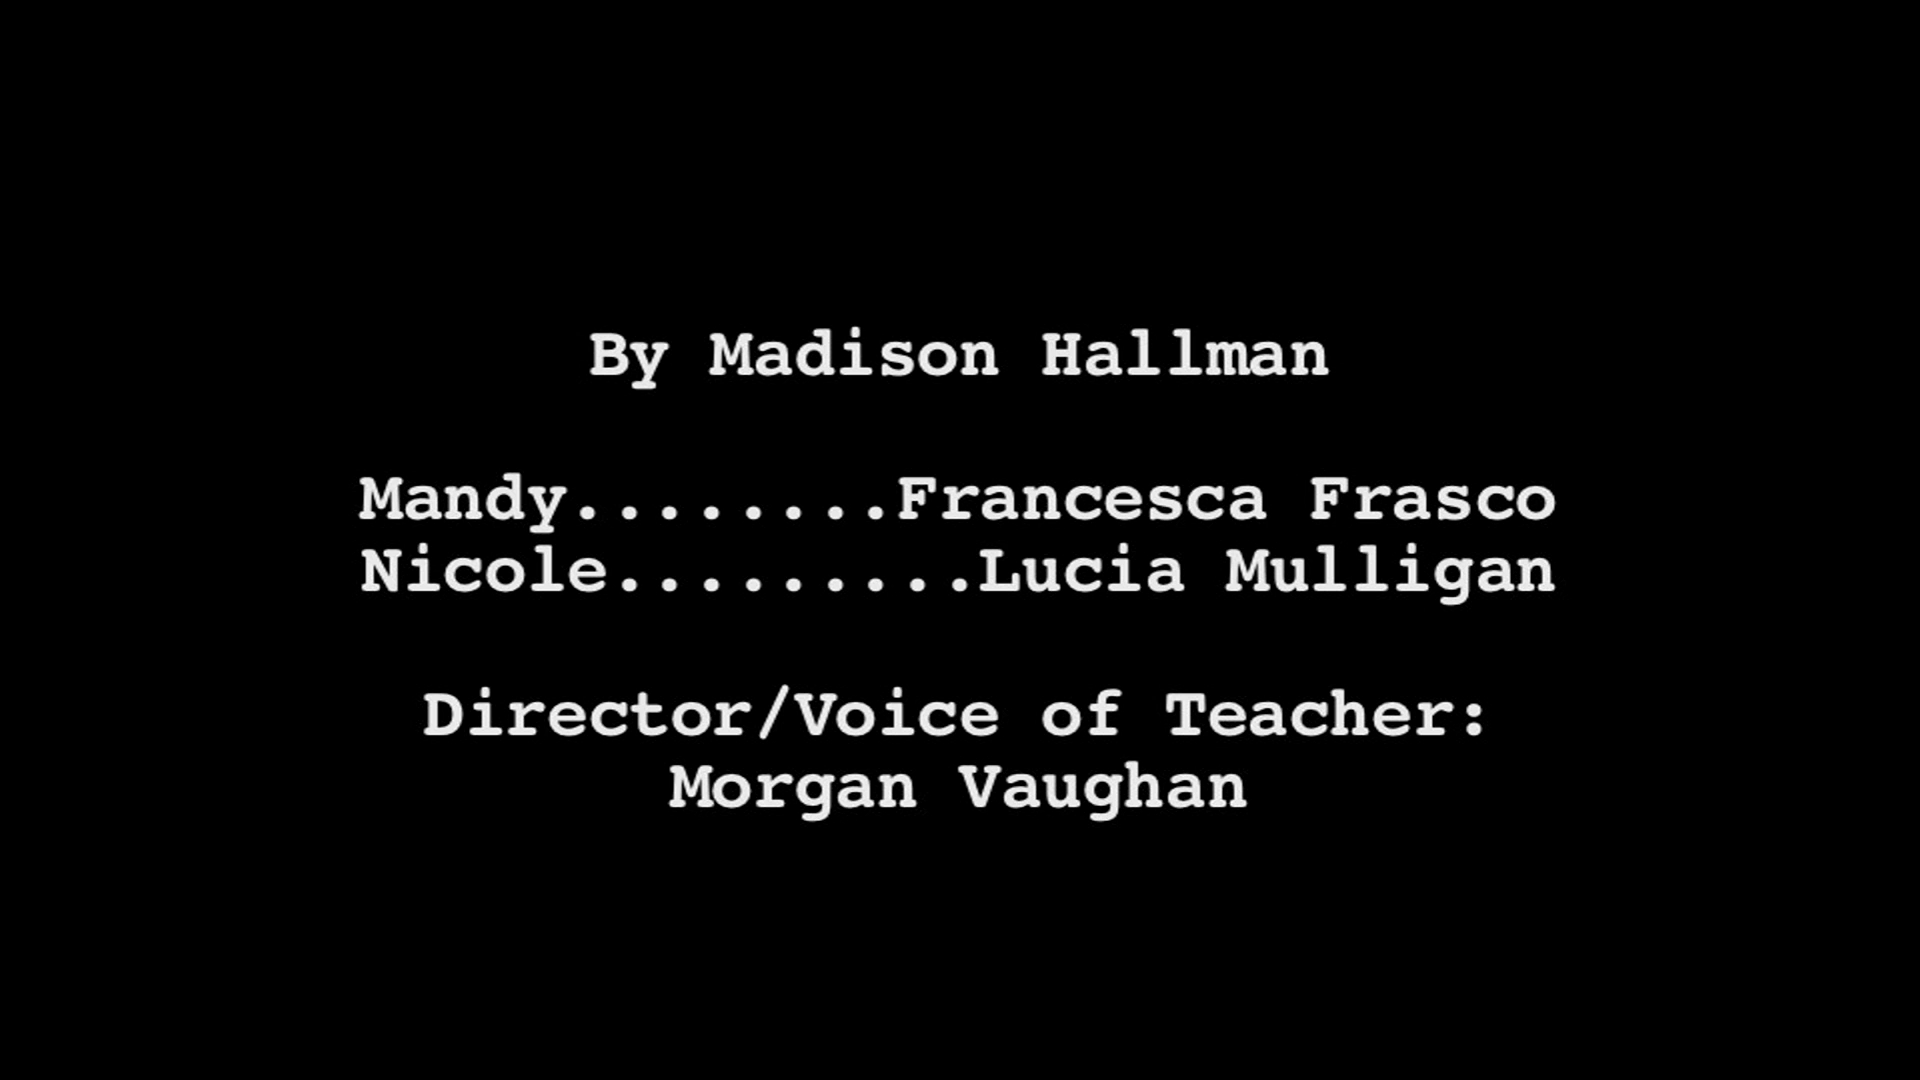 By Madison Hallman
Mandy........Francesca Frasco
Nicole.........Lucia Mulligan
Director/Voice of Teacher:
Morgan Vaughan